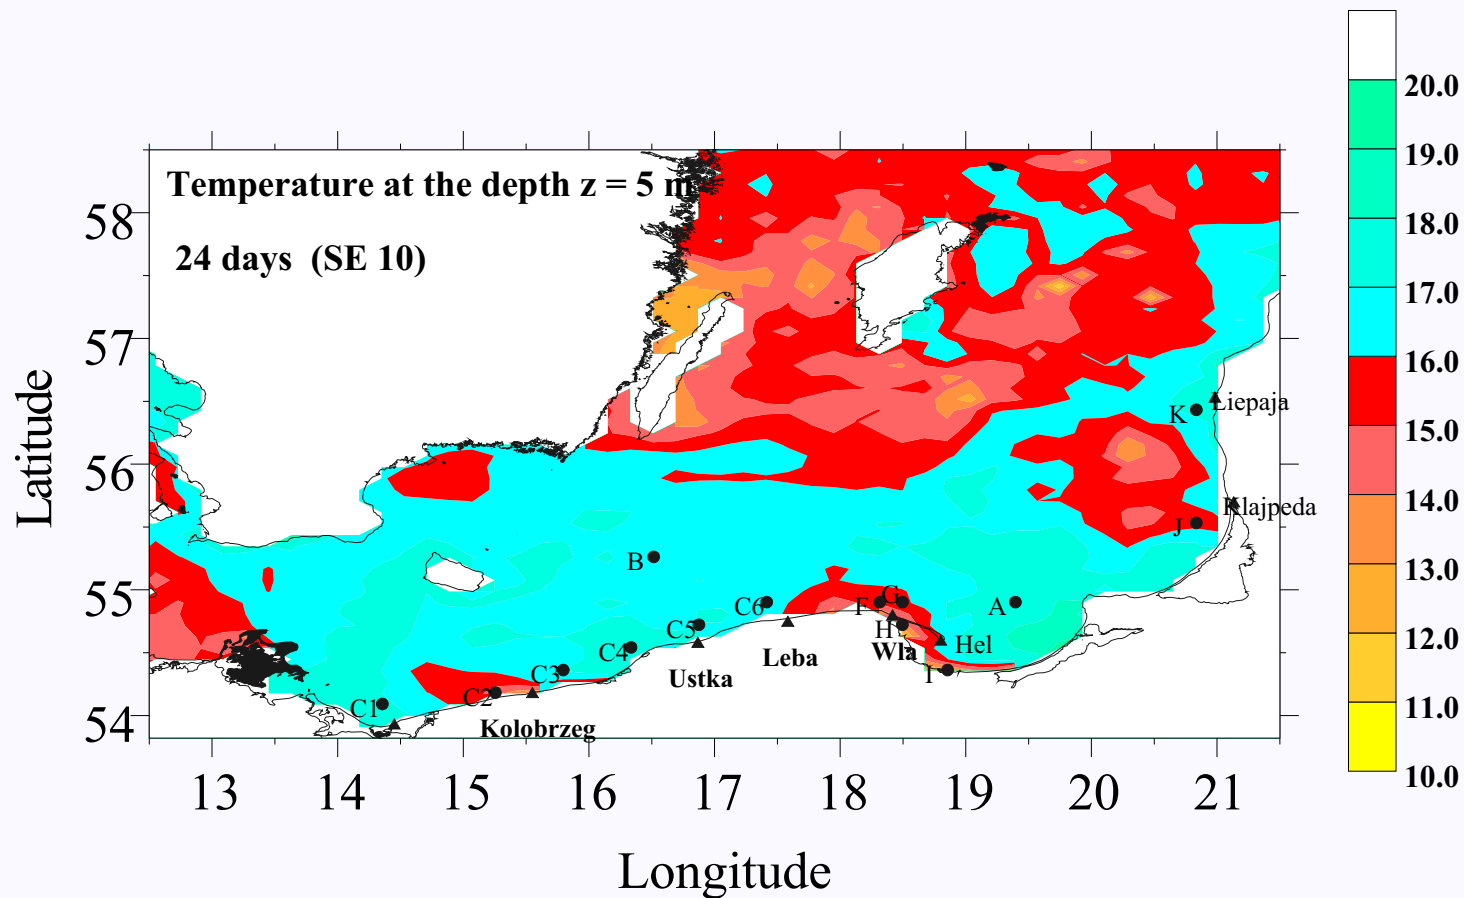 Temperature at the depth z = 5 m
24 days (SE 10)
20.0
19.0
18.0
17.0
16.0
15.0
14.0
13.0
12.0
11.0
10.0
Latitude
58
57
56
55
54
K
Liepaja
Klajpeda
J
B
A
C6
C5
C4
C3
C2
C1
F
G
H
I
Hel
Wla
Leba
Ustka
Kolobrzeg
13 14 15 16 17 18 19 20 21
Longitude